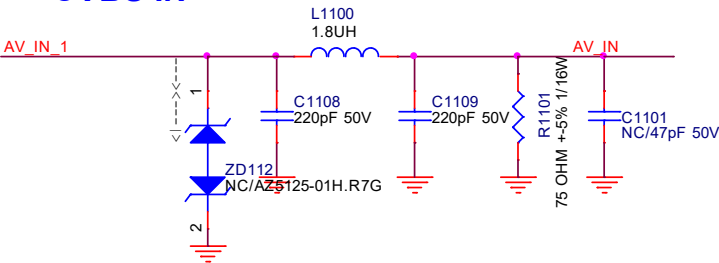 L1100
1.8UH
AV_IN_1
AV_IN
1
C1108
220pF 50V
C1109
220pF 50V
R1101
75 OHM +-5% 1/16W
C1101
NC/47pF 50V
ZD112
NC/AZ5125-01H.R7G
2